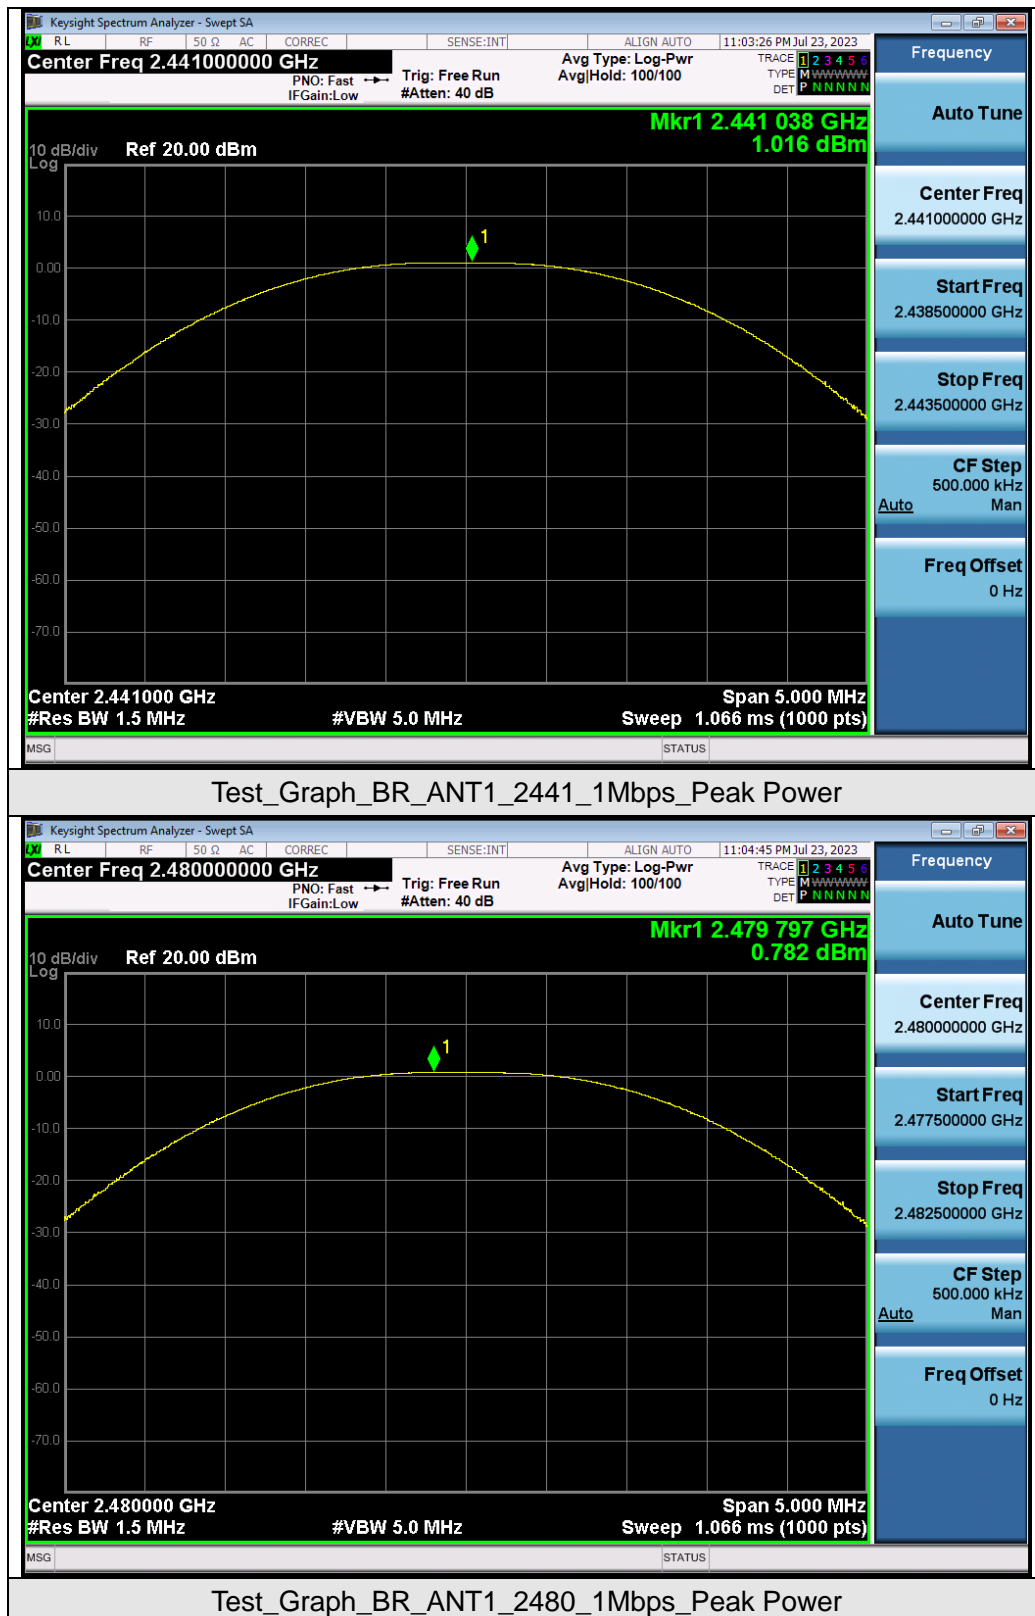 Keysight Spectrum Analyzer - Swept SA
LXI RL RF 50 Ω AC CORREC SENSE:INT ALIGN AUTO 11:03:26 PM Jul 23, 2023
Center Freq 2.441000000 GHz
PNO: Fast
IFGain:Low
Trig: Free Run
#Atten: 40 dB
Avg Type: Log-Pwr
Avg|Hold: 100/100
TRACE 1 2 3 4 5 6
TYPE M WWWWW
DET P N N N N N
Mkr1 2.441 038 GHz
1.016 dBm
10 dB/div Ref 20.00 dBm
Log
10.0
0.00
-10.0
-20.0
-30.0
-40.0
-50.0
-60.0
-70.0
1
Center 2.441000 GHz Span 5.000 MHz
#Res BW 1.5 MHz #VBW 5.0 MHz Sweep 1.066 ms (1000 pts)
MSG STATUS
Frequency
Auto Tune
Center Freq
2.441000000 GHz
Start Freq
2.438500000 GHz
Stop Freq
2.443500000 GHz
CF Step
500.000 kHz
Auto Man
Freq Offset
0 Hz
Test_Graph_BR_ANT1_2441_1Mbps_Peak Power
Keysight Spectrum Analyzer - Swept SA
LXI RL RF 50 Ω AC CORREC SENSE:INT ALIGN AUTO 11:04:45 PM Jul 23, 2023
Center Freq 2.480000000 GHz
PNO: Fast
IFGain:Low
Trig: Free Run
#Atten: 40 dB
Avg Type: Log-Pwr
Avg|Hold: 100/100
TRACE 1 2 3 4 5 6
TYPE M WWWWW
DET P N N N N N
Mkr1 2.479 797 GHz
0.782 dBm
10 dB/div Ref 20.00 dBm
Log
10.0
0.00
-10.0
-20.0
-30.0
-40.0
-50.0
-60.0
-70.0
1
Center 2.480000 GHz Span 5.000 MHz
#Res BW 1.5 MHz #VBW 5.0 MHz Sweep 1.066 ms (1000 pts)
MSG STATUS
Frequency
Auto Tune
Center Freq
2.480000000 GHz
Start Freq
2.477500000 GHz
Stop Freq
2.482500000 GHz
CF Step
500.000 kHz
Auto Man
Freq Offset
0 Hz
Test_Graph_BR_ANT1_2480_1Mbps_Peak Power